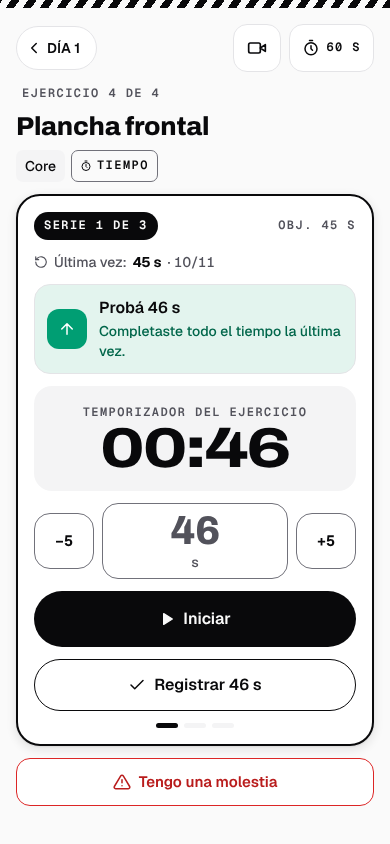 DÍA 1
60 S
EJERCICIO 4 DE 4
Plancha frontal
Core
TIEMPO
SERIE 1 DE 3
OBJ. 45 S
Última vez: 45 s · 10/11
Probá 46 s
Completaste todo el tiempo la última
vez.
TEMPORIZADOR DEL EJERCICIO
00:46
−5
46
s
+5
Iniciar
Registrar 46 s
Tengo una molestia